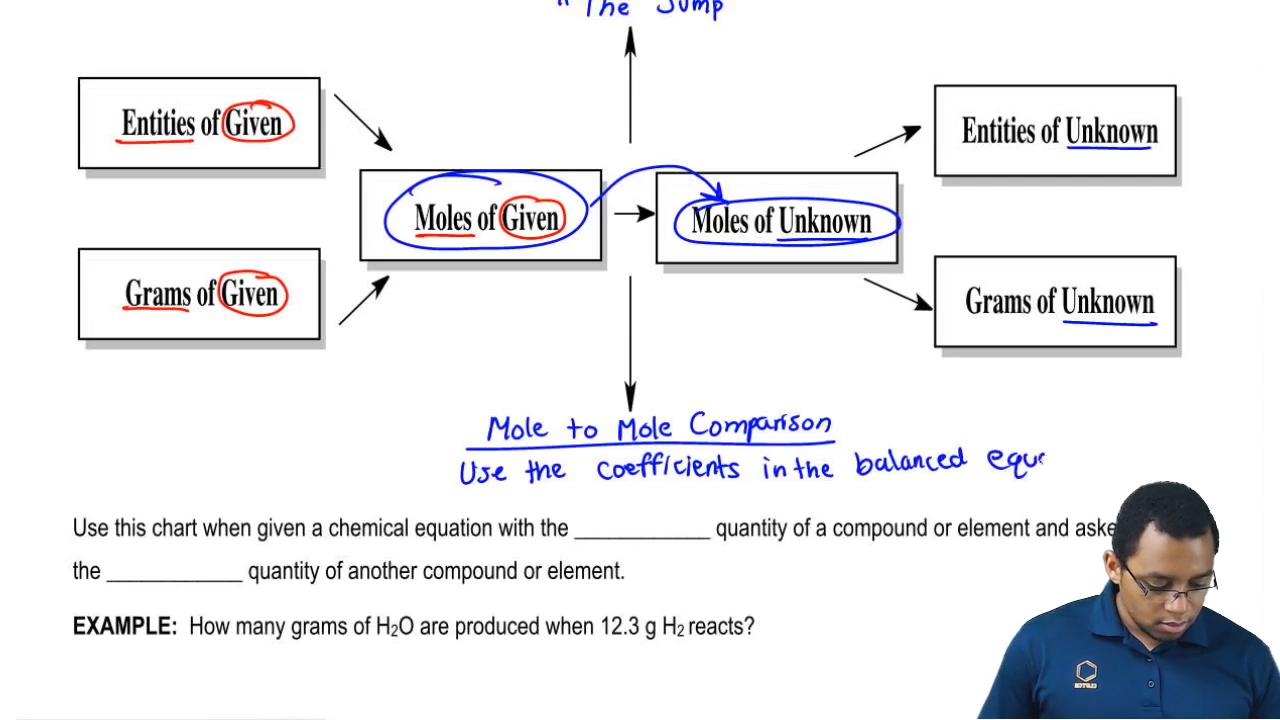 " The Jump
Entities of Given
Entities of Unknown
Moles of Given
Moles of Unknown
Grams of Given
Grams of Unknown
Mole to Mole Comparison
Use the coefficients in the balanced equa
Use this chart when given a chemical equation with the ____________ quantity of a compound or element and aske
the ____________ quantity of another compound or element.
EXAMPLE: How many grams of H₂O are produced when 12.3 g H₂ reacts?